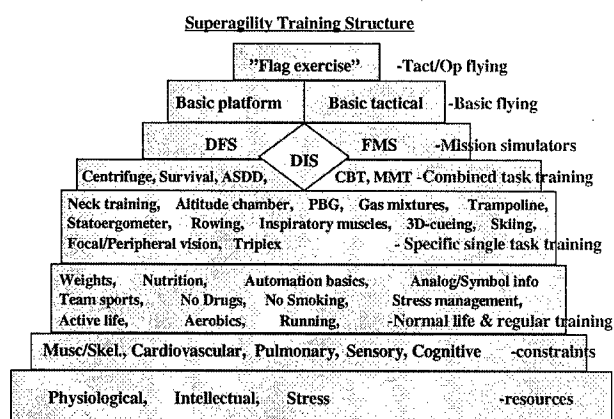 Superagility Training Structure
"Flag exercise" -Tact/Op flying
Basic platform Basic tactical -Basic flying
DFS FMS -Mission simulators
DIS
Centrifuge, Survival, ASDD, CBT, MMT -Combined task training
Neck training, Altitude chamber, PBG, Gas mixtures, Trampoline,
Statoergometer, Rowing, Inspiratory muscles, 3D-cueing, Skiing,
Focal/Peripheral vision, Triplex - Specific single task training
Weights, Nutrition, Automation basics, Analog/Symbol info
Team sports, No Drugs, No Smoking, Stress management,
Active life, Aerobics, Running, -Normal life & regular training
Musc/Skel., Cardiovascular, Pulmonary, Sensory, Cognitive -constraints
Physiological, Intellectual, Stress -resources